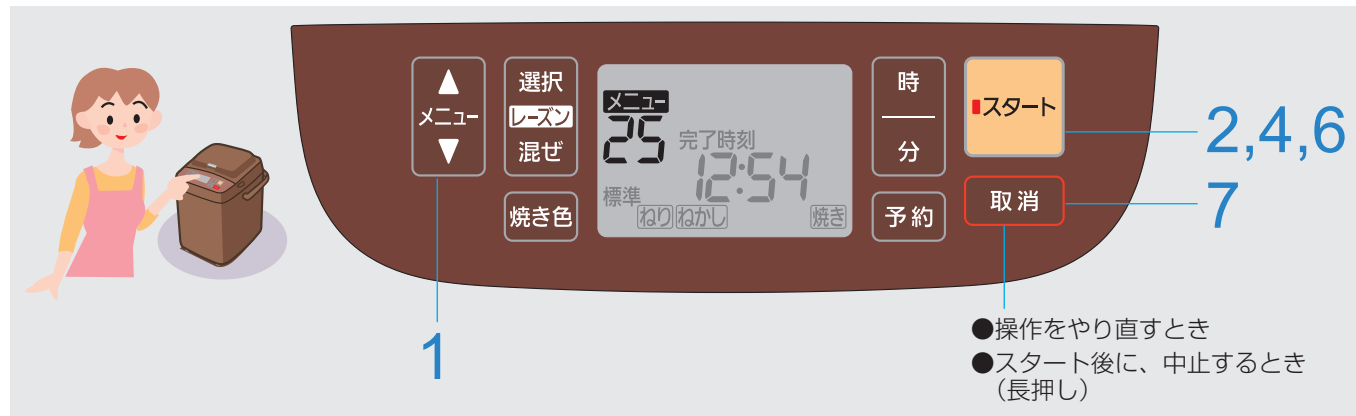 ▲
メニュー
▼
選択
レーズン
混ぜ
焼き色
メニュー
25
完了時刻
12:54
標準
ねり ねかし 焼き
時
分
予約
スタート
取消
1
2,4,6
7
●操作をやり直すとき
●スタート後に、中止するとき
（長押し）